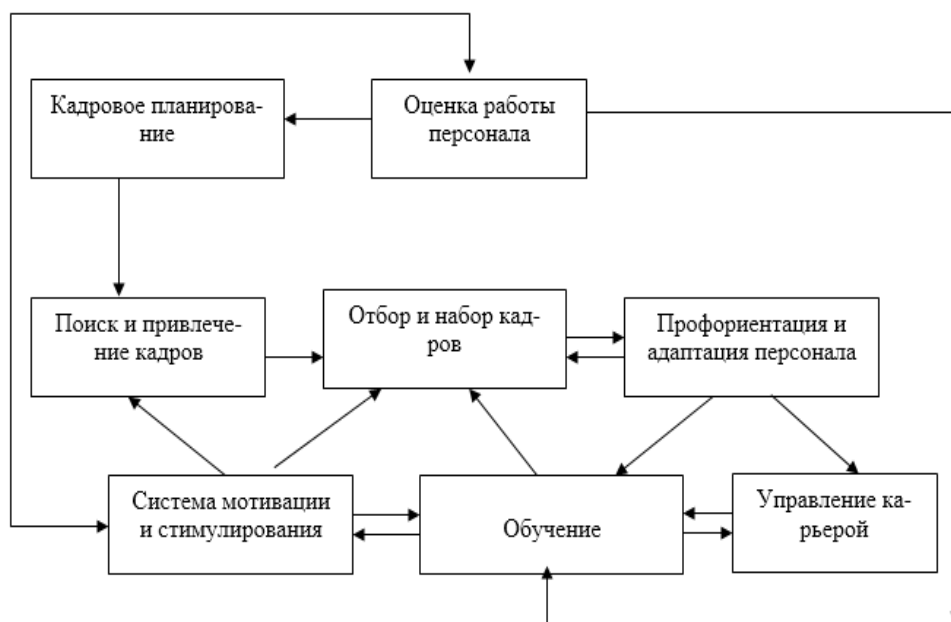 Кадровое планирова-
ние
Оценка работы
персонала
Поиск и привлече-
ние кадров
Отбор и набор кад-
ров
Профориентация и
адаптация персонала
Система мотивации
и стимулирования
Обучение
Управление ка-
рьерой